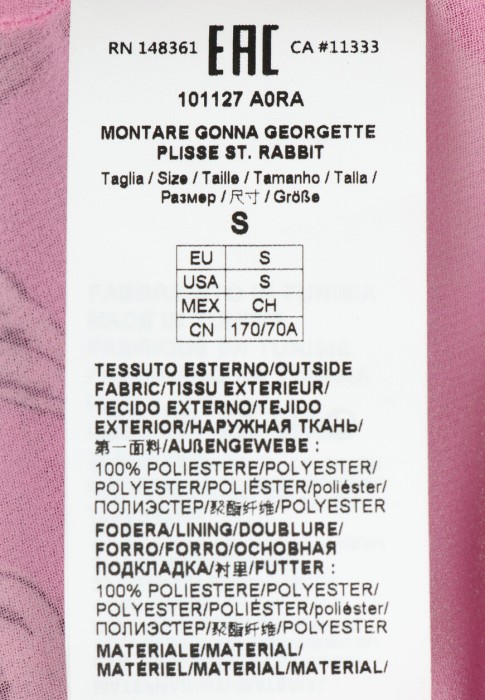 RN 148361 EAC CA #11333
101127 A0RA
MONTARE GONNA GEORGETTE
PLISSE ST. RABBIT
Taglia / Size / Taille / Tamanho / Talla /
Размер / 尺寸 / Größe
S
EU S
USA S
MEX CH
CN 170/70A
TESSUTO ESTERNO/OUTSIDE
FABRIC/TISSU EXTERIEUR/
TECIDO EXTERNO/TEJIDO
EXTERIOR/НАРУЖНАЯ ТКАНЬ/
第一面料/AUßENGEWEBE :
100% POLIESTERE/POLYESTER/
POLYESTER/POLIÉSTER/poliéster/
ПОЛИЭСТЕР/聚酯纤维/POLYESTER
FODERA/LINING/DOUBLURE/
FORRO/FORRO/ОСНОВНАЯ
ПОДКЛАДКА/衬里/FUTTER :
100% POLIESTERE/POLYESTER/
POLYESTER/POLIÉSTER/poliéster/
ПОЛИЭСТЕР/聚酯纤维/POLYESTER
MATERIALE/MATERIAL/
MATÉRIEL/MATERIAL/MATERIAL/